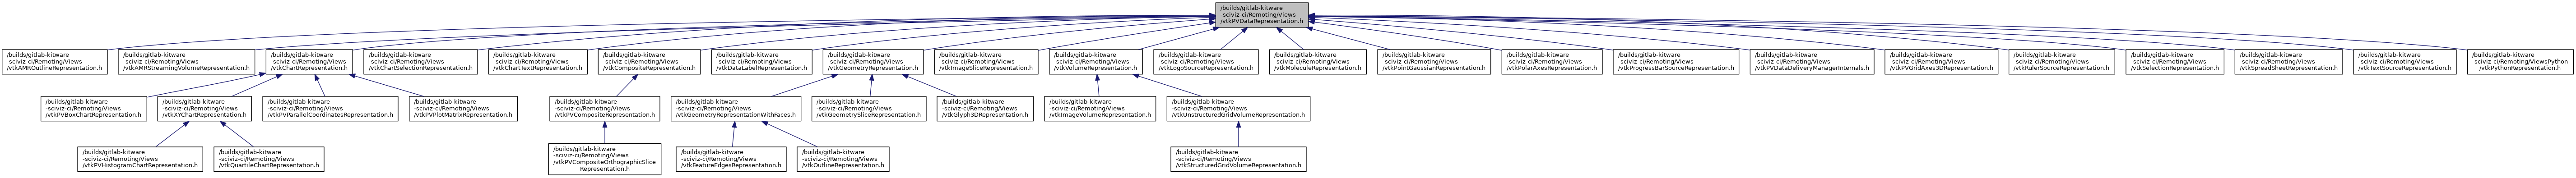 /builds/gitlab-kitware
-sciviz-ci/Remoting/Views
/vtkPVDataRepresentation.h
/builds/gitlab-kitware
-sciviz-ci/Remoting/Views
/vtkAMROutlineRepresentation.h
/builds/gitlab-kitware
-sciviz-ci/Remoting/Views
/vtkAMRStreamingVolumeRepresentation.h
/builds/gitlab-kitware
-sciviz-ci/Remoting/Views
/vtkChartRepresentation.h
/builds/gitlab-kitware
-sciviz-ci/Remoting/Views
/vtkChartSelectionRepresentation.h
/builds/gitlab-kitware
-sciviz-ci/Remoting/Views
/vtkChartTextRepresentation.h
/builds/gitlab-kitware
-sciviz-ci/Remoting/Views
/vtkCompositeRepresentation.h
/builds/gitlab-kitware
-sciviz-ci/Remoting/Views
/vtkDataLabelRepresentation.h
/builds/gitlab-kitware
-sciviz-ci/Remoting/Views
/vtkGeometryRepresentation.h
/builds/gitlab-kitware
-sciviz-ci/Remoting/Views
/vtkImageSliceRepresentation.h
/builds/gitlab-kitware
-sciviz-ci/Remoting/Views
/vtkVolumeRepresentation.h
/builds/gitlab-kitware
-sciviz-ci/Remoting/Views
/vtkLogoSourceRepresentation.h
/builds/gitlab-kitware
-sciviz-ci/Remoting/Views
/vtkMoleculeRepresentation.h
/builds/gitlab-kitware
-sciviz-ci/Remoting/Views
/vtkPointGaussianRepresentation.h
/builds/gitlab-kitware
-sciviz-ci/Remoting/Views
/vtkPolarAxesRepresentation.h
/builds/gitlab-kitware
-sciviz-ci/Remoting/Views
/vtkProgressBarSourceRepresentation.h
/builds/gitlab-kitware
-sciviz-ci/Remoting/Views
/vtkPVDataDeliveryManagerInternals.h
/builds/gitlab-kitware
-sciviz-ci/Remoting/Views
/vtkPVGridAxes3DRepresentation.h
/builds/gitlab-kitware
-sciviz-ci/Remoting/Views
/vtkRulerSourceRepresentation.h
/builds/gitlab-kitware
-sciviz-ci/Remoting/Views
/vtkSelectionRepresentation.h
/builds/gitlab-kitware
-sciviz-ci/Remoting/Views
/vtkSpreadSheetRepresentation.h
/builds/gitlab-kitware
-sciviz-ci/Remoting/Views
/vtkTextSourceRepresentation.h
/builds/gitlab-kitware
-sciviz-ci/Remoting/ViewsPython
/vtkPythonRepresentation.h
/builds/gitlab-kitware
-sciviz-ci/Remoting/Views
/vtkPVBoxChartRepresentation.h
/builds/gitlab-kitware
-sciviz-ci/Remoting/Views
/vtkXYChartRepresentation.h
/builds/gitlab-kitware
-sciviz-ci/Remoting/Views
/vtkPVParallelCoordinatesRepresentation.h
/builds/gitlab-kitware
-sciviz-ci/Remoting/Views
/vtkPVPlotMatrixRepresentation.h
/builds/gitlab-kitware
-sciviz-ci/Remoting/Views
/vtkPVCompositeRepresentation.h
/builds/gitlab-kitware
-sciviz-ci/Remoting/Views
/vtkGeometryRepresentationWithFaces.h
/builds/gitlab-kitware
-sciviz-ci/Remoting/Views
/vtkGeometrySliceRepresentation.h
/builds/gitlab-kitware
-sciviz-ci/Remoting/Views
/vtkGlyph3DRepresentation.h
/builds/gitlab-kitware
-sciviz-ci/Remoting/Views
/vtkImageVolumeRepresentation.h
/builds/gitlab-kitware
-sciviz-ci/Remoting/Views
/vtkUnstructuredGridVolumeRepresentation.h
/builds/gitlab-kitware
-sciviz-ci/Remoting/Views
/vtkPVHistogramChartRepresentation.h
/builds/gitlab-kitware
-sciviz-ci/Remoting/Views
/vtkQuartileChartRepresentation.h
/builds/gitlab-kitware
-sciviz-ci/Remoting/Views
/vtkPVCompositeOrthographicSlice
Representation.h
/builds/gitlab-kitware
-sciviz-ci/Remoting/Views
/vtkFeatureEdgesRepresentation.h
/builds/gitlab-kitware
-sciviz-ci/Remoting/Views
/vtkOutlineRepresentation.h
/builds/gitlab-kitware
-sciviz-ci/Remoting/Views
/vtkStructuredGridVolumeRepresentation.h